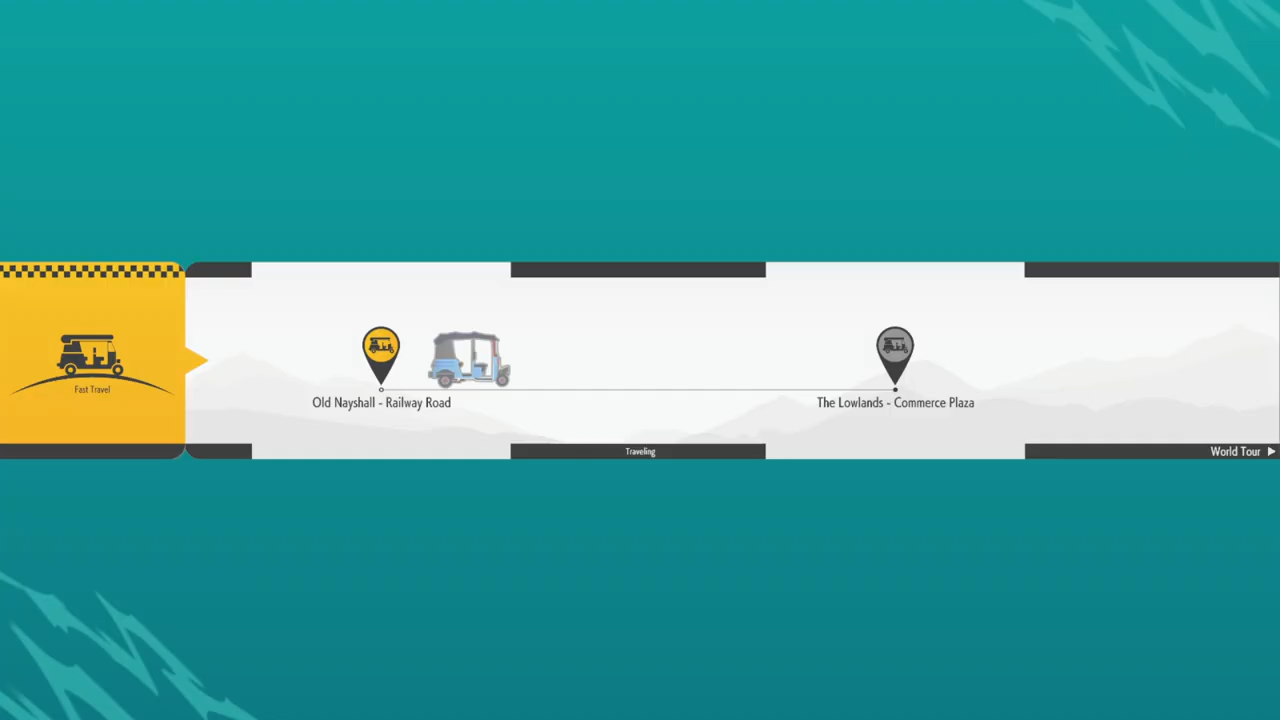 Fast Travel
Old Nayshall - Railway Road
The Lowlands - Commerce Plaza
Traveling
World Tour